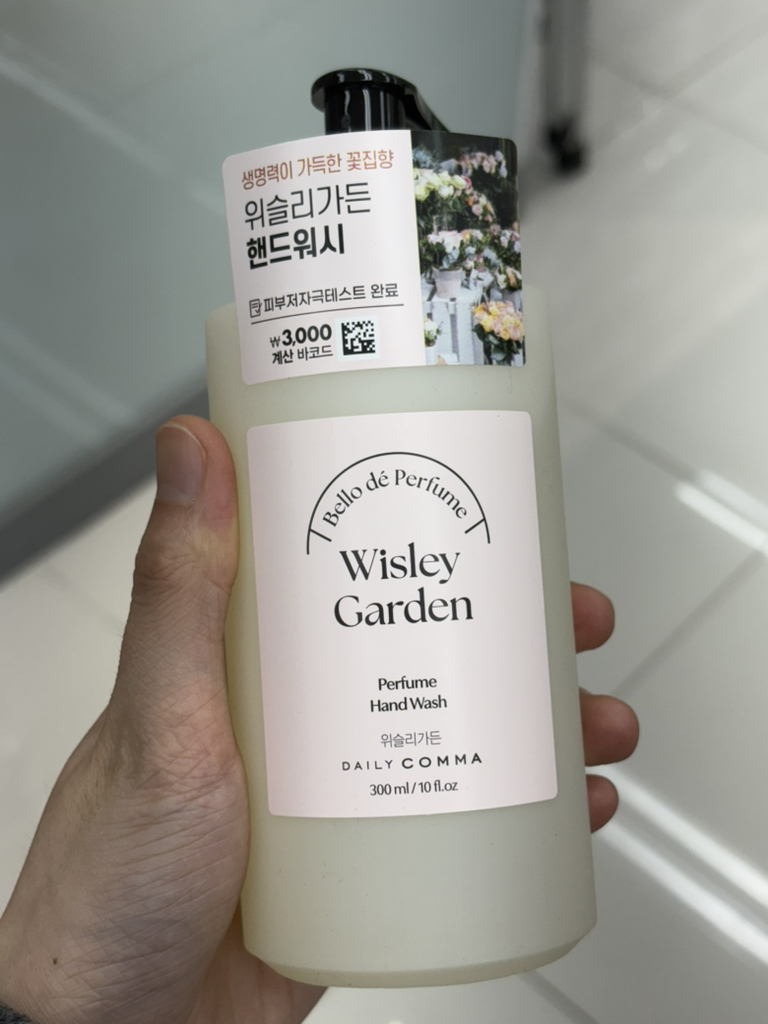 생명력이 가득한 꽃집향
위슬리가든
핸드워시
피부저자극테스트 완료
₩3,000
계산 바코드
Bello dé Perfume
Wisley
Garden
Perfume
Hand Wash
위슬리가든
DAILY COMMA
300 ml / 10 fl.oz